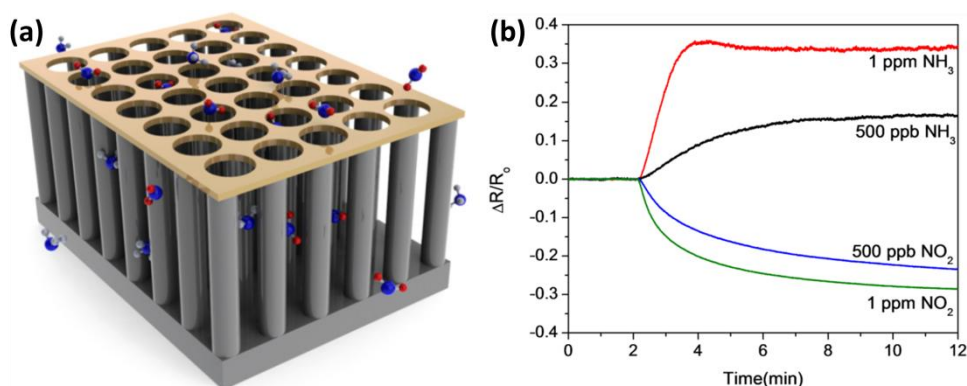 (a)
(b)
0.4
0.3
0.2
0.1
0.0
-0.1
-0.2
-0.3
-0.4
ΔR/R₀
1 ppm NH₃
500 ppb NH₃
500 ppb NO₂
1 ppm NO₂
0 2 4 6 8 10 12
Time(min)